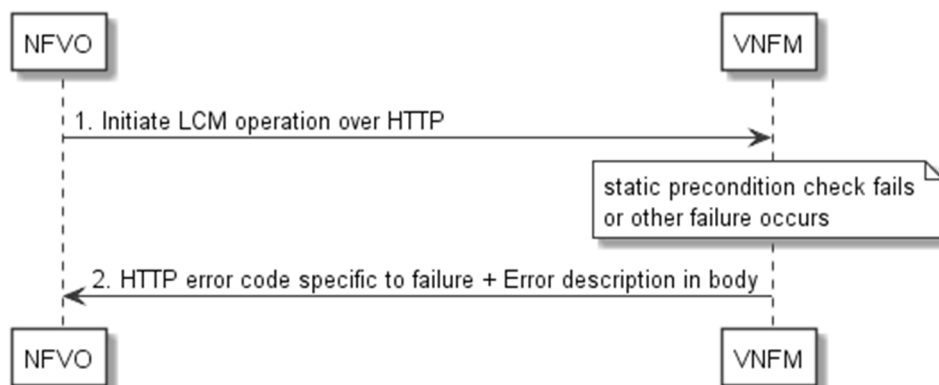 NFVO
VNFM
1. Initiate LCM operation over HTTP
static precondition check fails
or other failure occurs
2. HTTP error code specific to failure + Error description in body
NFVO
VNFM